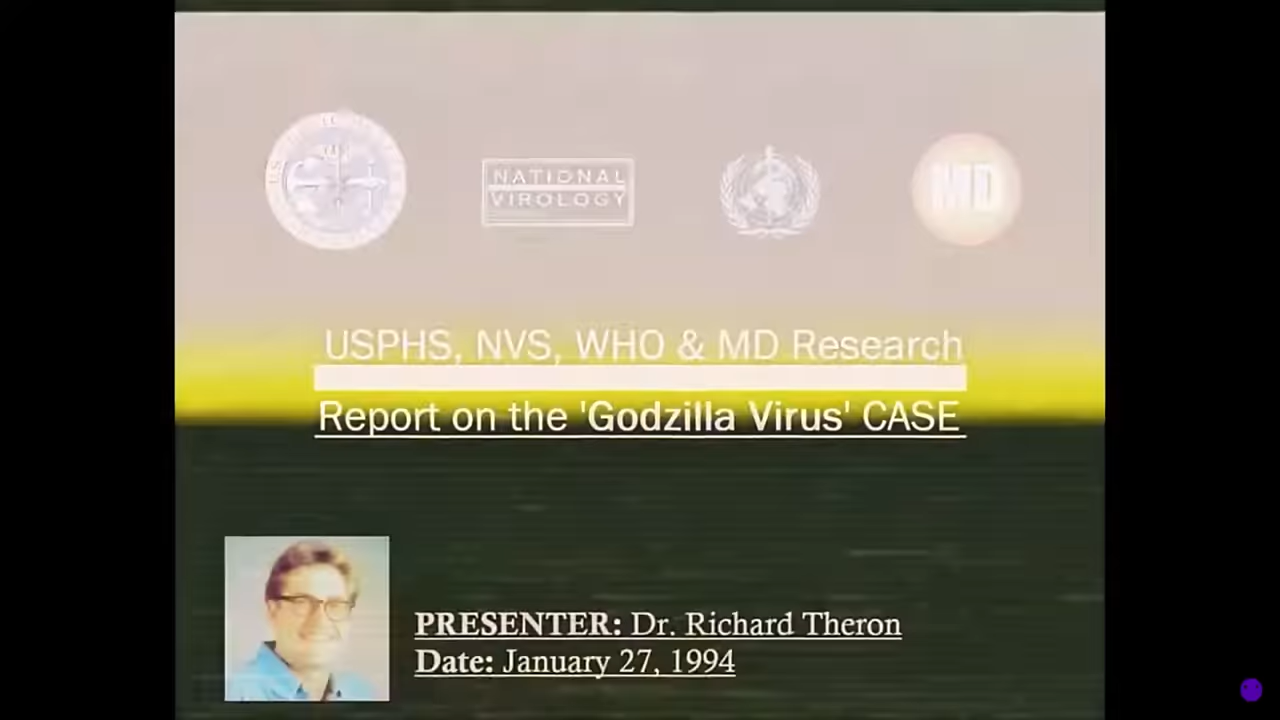 NATIONAL
VIROLOGY
MD
USPHS, NVS, WHO & MD Research
Report on the 'Godzilla Virus' CASE
PRESENTER: Dr. Richard Theron
Date: January 27, 1994